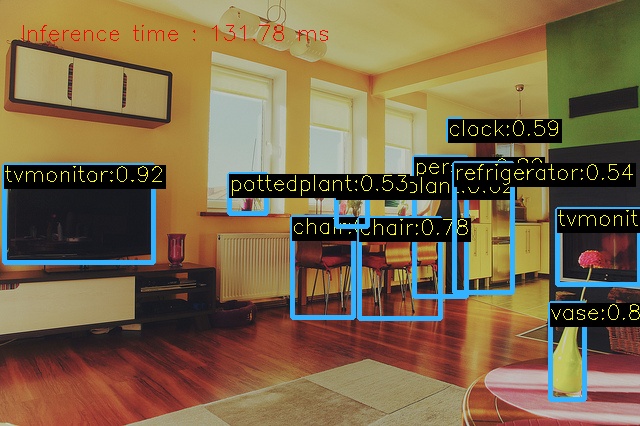 Inference time : 131.78 ms
clock:0.59
tvmonitor:0.92
pottedplant:0.53
refrigerator:0.54
chair:0.78
tvmonit
vase:0.8